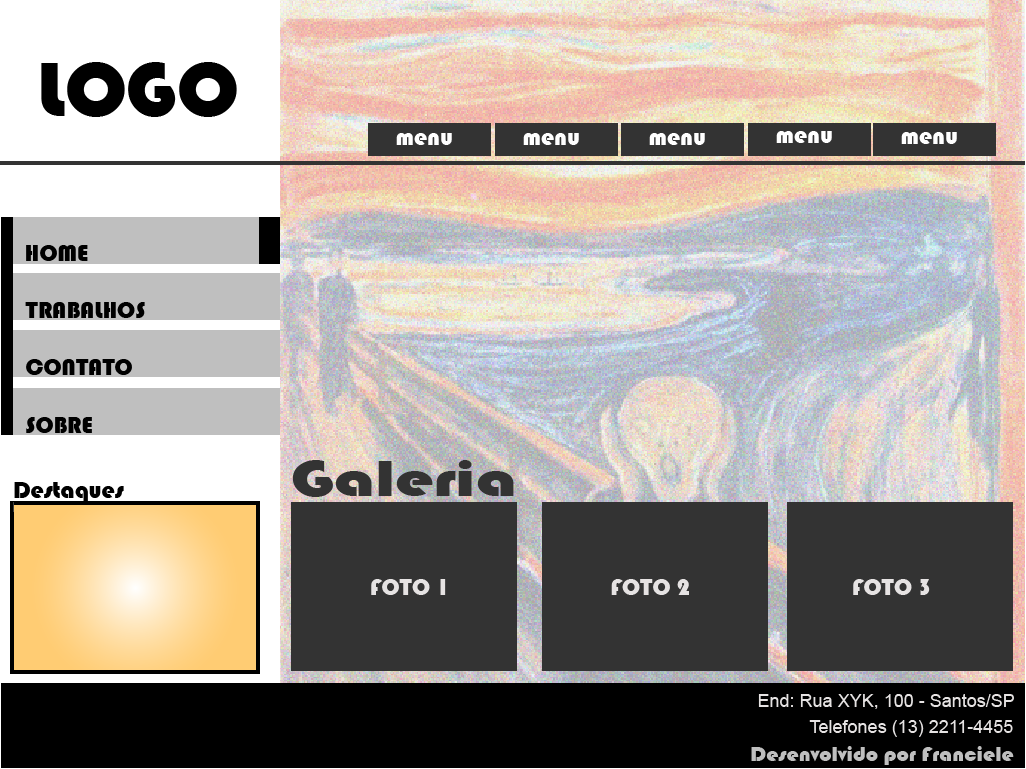 LOGO
menu menu menu menu menu
HOME
TRABALHOS
CONTATO
SOBRE
Destaques
Galeria
FOTO 1 FOTO 2 FOTO 3
End: Rua XYK, 100 - Santos/SP
Telefones (13) 2211-4455
Desenvolvido por Franciele